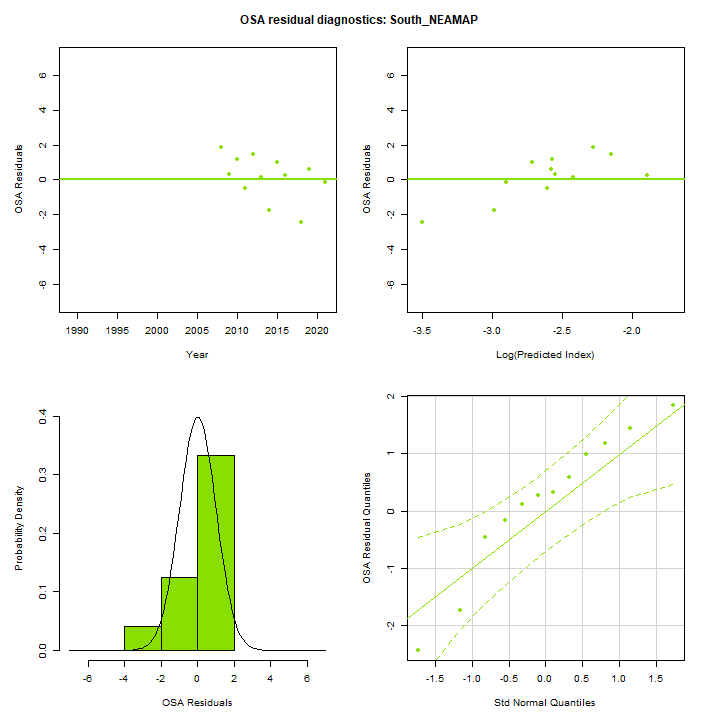 OSA residual diagnostics: South_NEAMAP
OSA Residuals
6
4
2
0
-2
-4
-6
1990 1995 2000 2005 2010 2015 2020
Year
OSA Residuals
6
4
2
0
-2
-4
-6
-3.5 -3.0 -2.5 -2.0
Log(Predicted Index)
Probability Density
0.4
0.3
0.2
0.1
0.0
-6 -4 -2 0 2 4 6
OSA Residuals
OSA Residual Quantiles
2
1
0
-1
-2
-1.5 -1.0 -0.5 0.0 0.5 1.0 1.5
Std Normal Quantiles